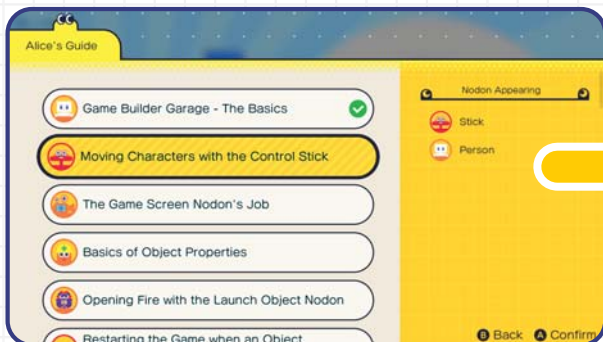 Alice's Guide
Game Builder Garage - The Basics
Moving Characters with the Control Stick
The Game Screen Nodon's Job
Basics of Object Properties
Opening Fire with the Launch Object Nodon
Restarting the Game when an Object
Nodon Appearing
Stick
Person
B Back A Confirm